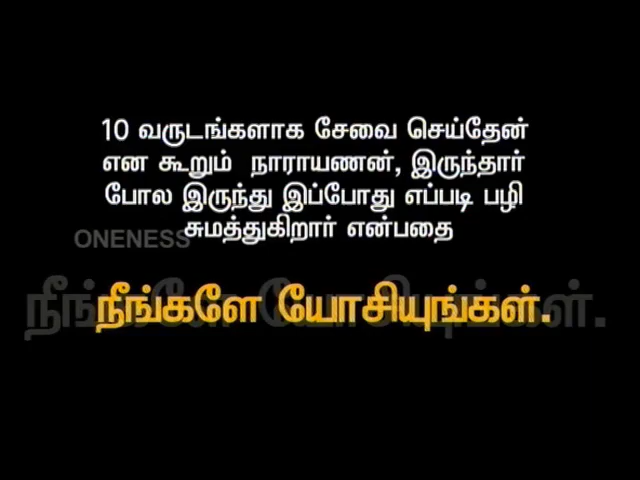 10 வருடங்களாக சேவை செய்தேன்
என கூறும் நாராயணன், இருந்தார்
போல இருந்து இப்போது எப்படி பழி
சுமத்துகிறார் என்பதை
ONENESS
நீங்களே யோசியுங்கள்.